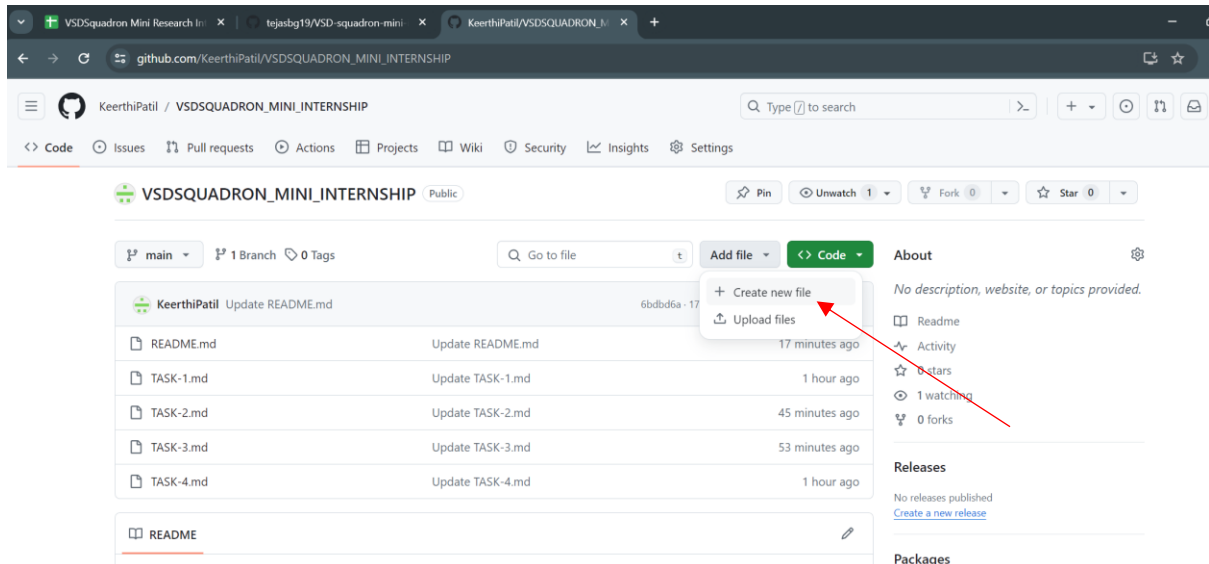 VSDSquadron Mini Research Int
tejasbg19/VSD-squadron-mini-
KeerthiPatil/VSDSQUADRON_M
github.com/KeerthiPatil/VSDSQUADRON_MINI_INTERNSHIP
KeerthiPatil / VSDSQUADRON_MINI_INTERNSHIP
Type / to search
Code Issues Pull requests Actions Projects Wiki Security Insights Settings
VSDSQUADRON_MINI_INTERNSHIP Public
Pin Unwatch 1 Fork 0 Star 0
main 1 Branch 0 Tags Go to file t Add file <> Code
About
Create new file
Upload files
No description, website, or topics provided.
KeerthiPatil Update README.md 6bdbd6a · 17
Readme
README.md Update README.md 17 minutes ago
Activity
0 stars
TASK-1.md Update TASK-1.md 1 hour ago
1 watching
TASK-2.md Update TASK-2.md 45 minutes ago
0 forks
TASK-3.md Update TASK-3.md 53 minutes ago
Releases
TASK-4.md Update TASK-4.md 1 hour ago
No releases published
Create a new release
README
Packages